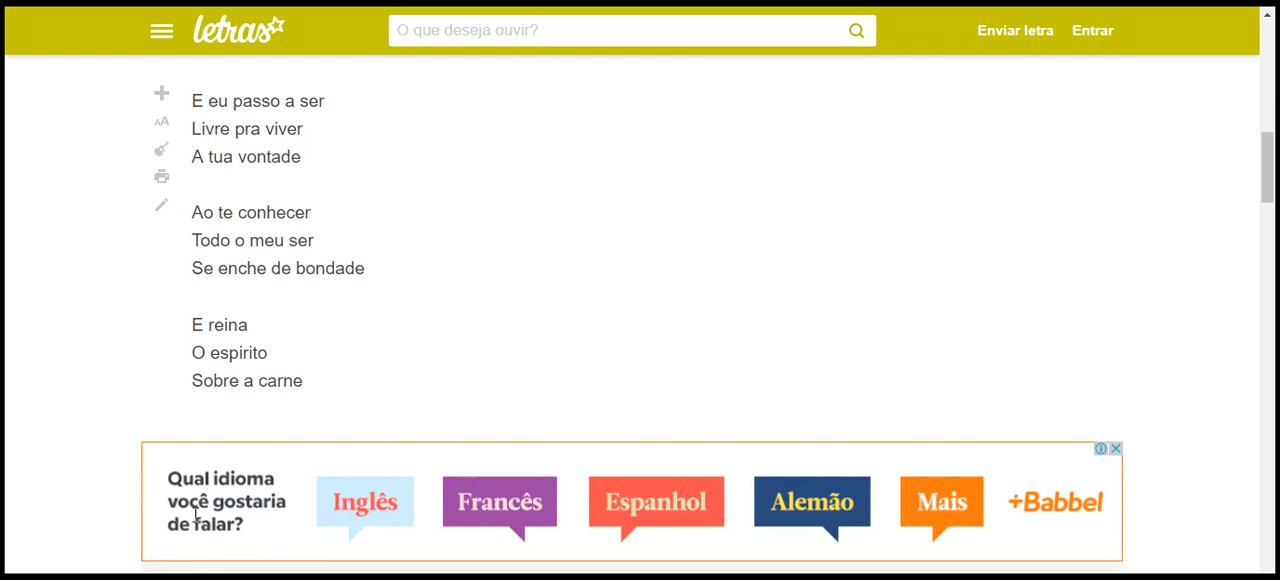 letras
O que deseja ouvir?
Enviar letra
Entrar
AA
E eu passo a ser
Livre pra viver
A tua vontade
Ao te conhecer
Todo o meu ser
Se enche de bondade
E reina
O espirito
Sobre a carne
Qual idioma
você gostaria
de falar?
Inglês
Francês
Espanhol
Alemão
Mais
+Babbel